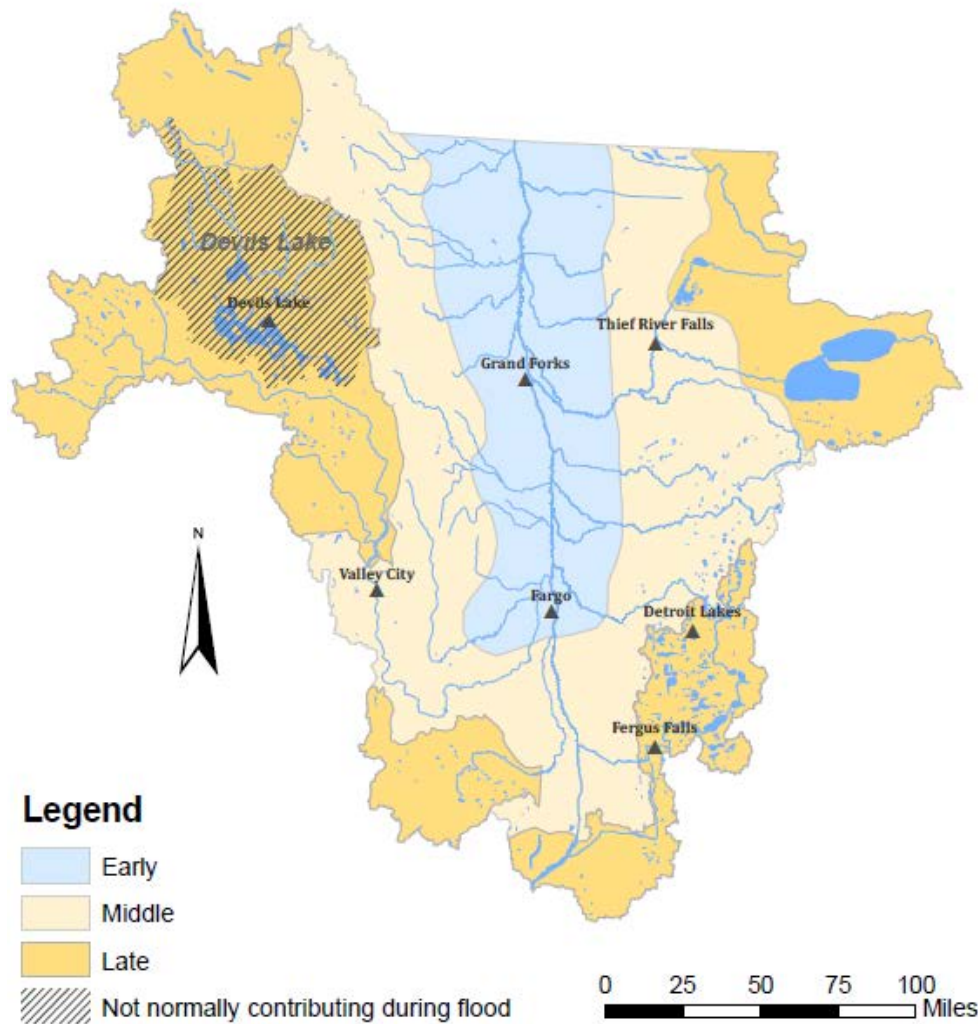 Devils Lake
Devils Lake
Thief River Falls
Grand Forks
N
Valley City
Fargo
Detroit Lakes
Fergus Falls
Legend
Early
Middle
Late
Not normally contributing during flood
0 25 50 75 100
Miles